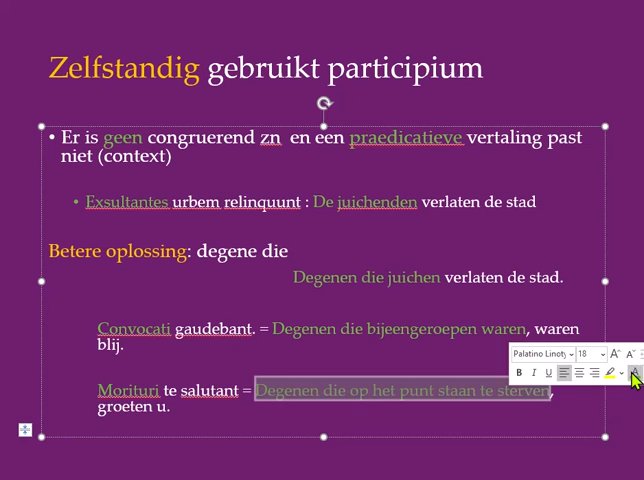 Zelfstandig gebruikt participium
• Er is geen congruerend zn en een praedicatieve vertaling past
niet (context)
• Exsultantes urbem relinquunt : De juichenden verlaten de stad
Betere oplossing: degene die
Degenen die juichen verlaten de stad.
Convocati gaudebant. = Degenen die bijeengeroepen waren, waren
blij.
Palatino Linoty 18 A A
B I U A
Morituri te salutant = Degenen die op het punt staan te sterven,
groeten u.